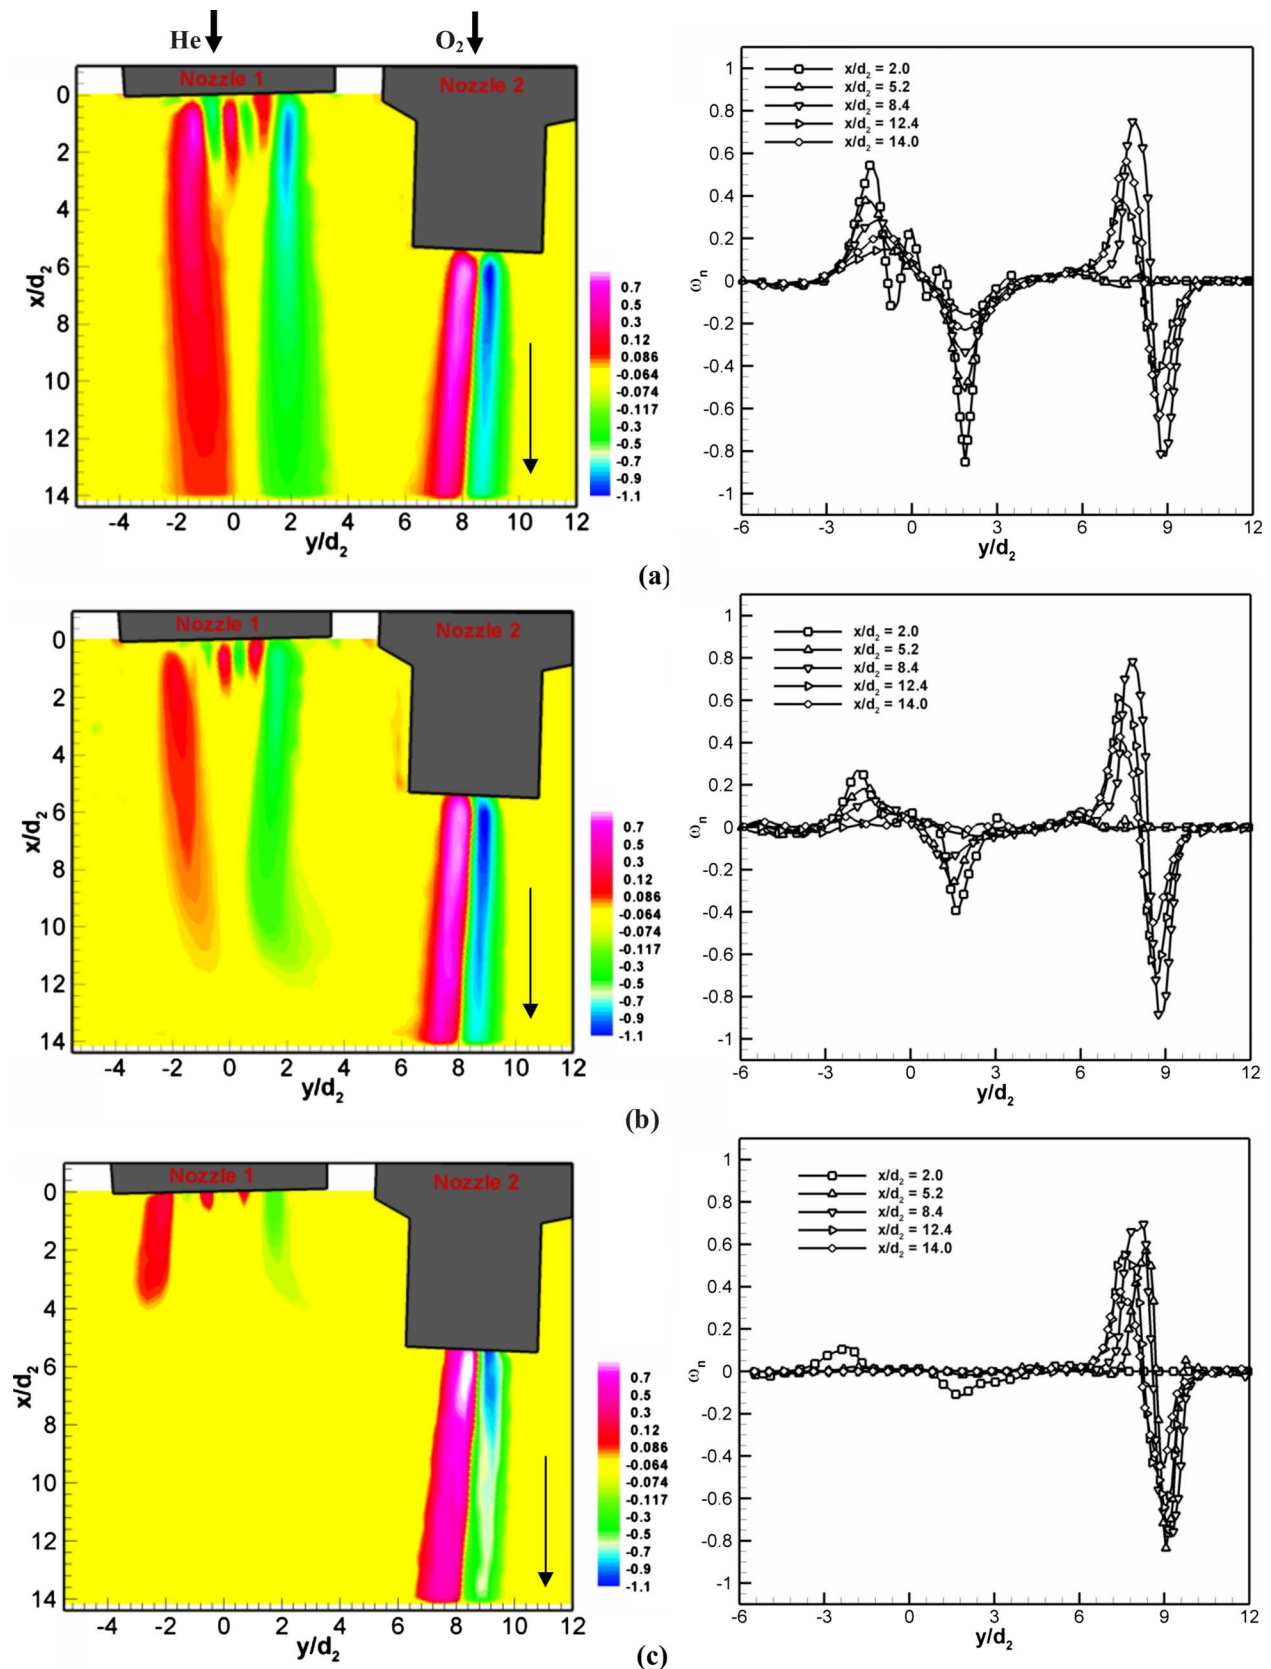 He
O₂
Nozzle 1
Nozzle 2
0
2
4
6
8
10
12
14
x/d₂
-4 -2 0 2 4 6 8 10 12
y/d₂
0.7
0.5
0.3
0.12
0.086
-0.064
-0.074
-0.117
-0.3
-0.5
-0.7
-0.9
-1.1
x/d₂ = 2.0
x/d₂ = 5.2
x/d₂ = 8.4
x/d₂ = 12.4
x/d₂ = 14.0
1
0.8
0.6
0.4
0.2
0
-0.2
-0.4
-0.6
-0.8
-1
ωₙ
-6 -3 0 3 6 9 12
y/d₂
(a)
Nozzle 1
Nozzle 2
0
2
4
6
8
10
12
14
x/d₂
-4 -2 0 2 4 6 8 10 12
y/d₂
0.7
0.5
0.3
0.12
0.086
-0.064
-0.074
-0.117
-0.3
-0.5
-0.7
-0.9
-1.1
x/d₂ = 2.0
x/d₂ = 5.2
x/d₂ = 8.4
x/d₂ = 12.4
x/d₂ = 14.0
1
0.8
0.6
0.4
0.2
0
-0.2
-0.4
-0.6
-0.8
-1
ωₙ
-6 -3 0 3 6 9 12
y/d₂
(b)
Nozzle 1
Nozzle 2
0
2
4
6
8
10
12
14
x/d₂
-4 -2 0 2 4 6 8 10 12
y/d₂
0.7
0.5
0.3
0.12
0.086
-0.064
-0.074
-0.117
-0.3
-0.5
-0.7
-0.9
-1.1
x/d₂ = 2.0
x/d₂ = 5.2
x/d₂ = 8.4
x/d₂ = 12.4
x/d₂ = 14.0
1
0.8
0.6
0.4
0.2
0
-0.2
-0.4
-0.6
-0.8
-1
ωₙ
-6 -3 0 3 6 9 12
y/d₂
(c)